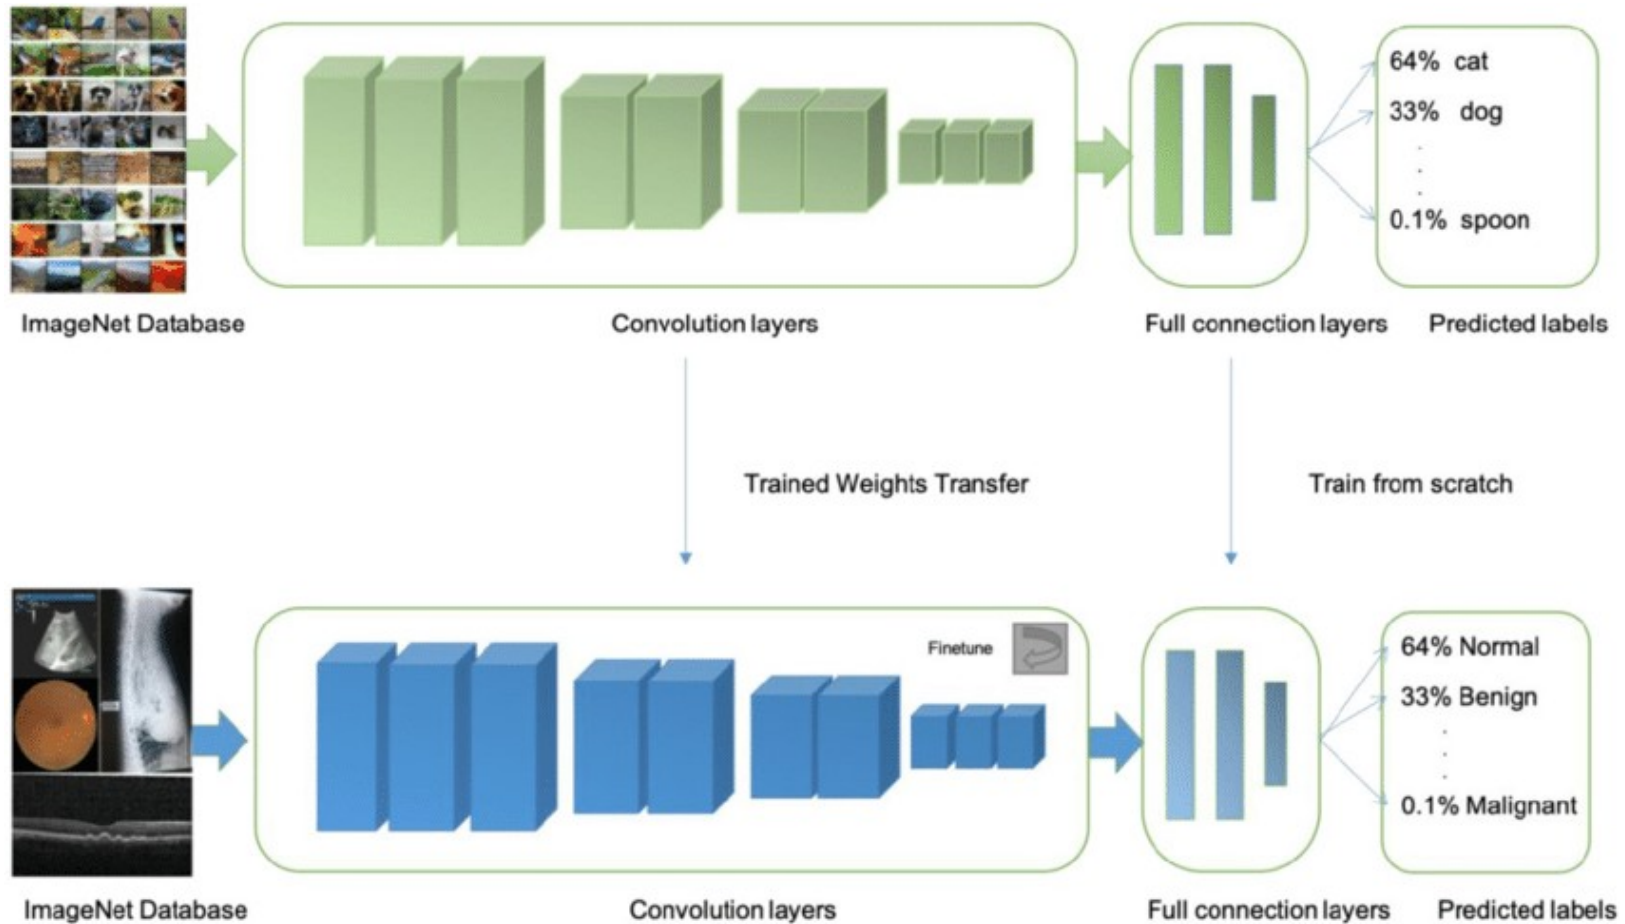 64% cat
33% dog
.
.
.
0.1% spoon
ImageNet Database
Convolution layers
Full connection layers
Predicted labels
Trained Weights Transfer
Train from scratch
Finetune
64% Normal
33% Benign
.
.
.
0.1% Malignant
ImageNet Database
Convolution layers
Full connection layers
Predicted labels